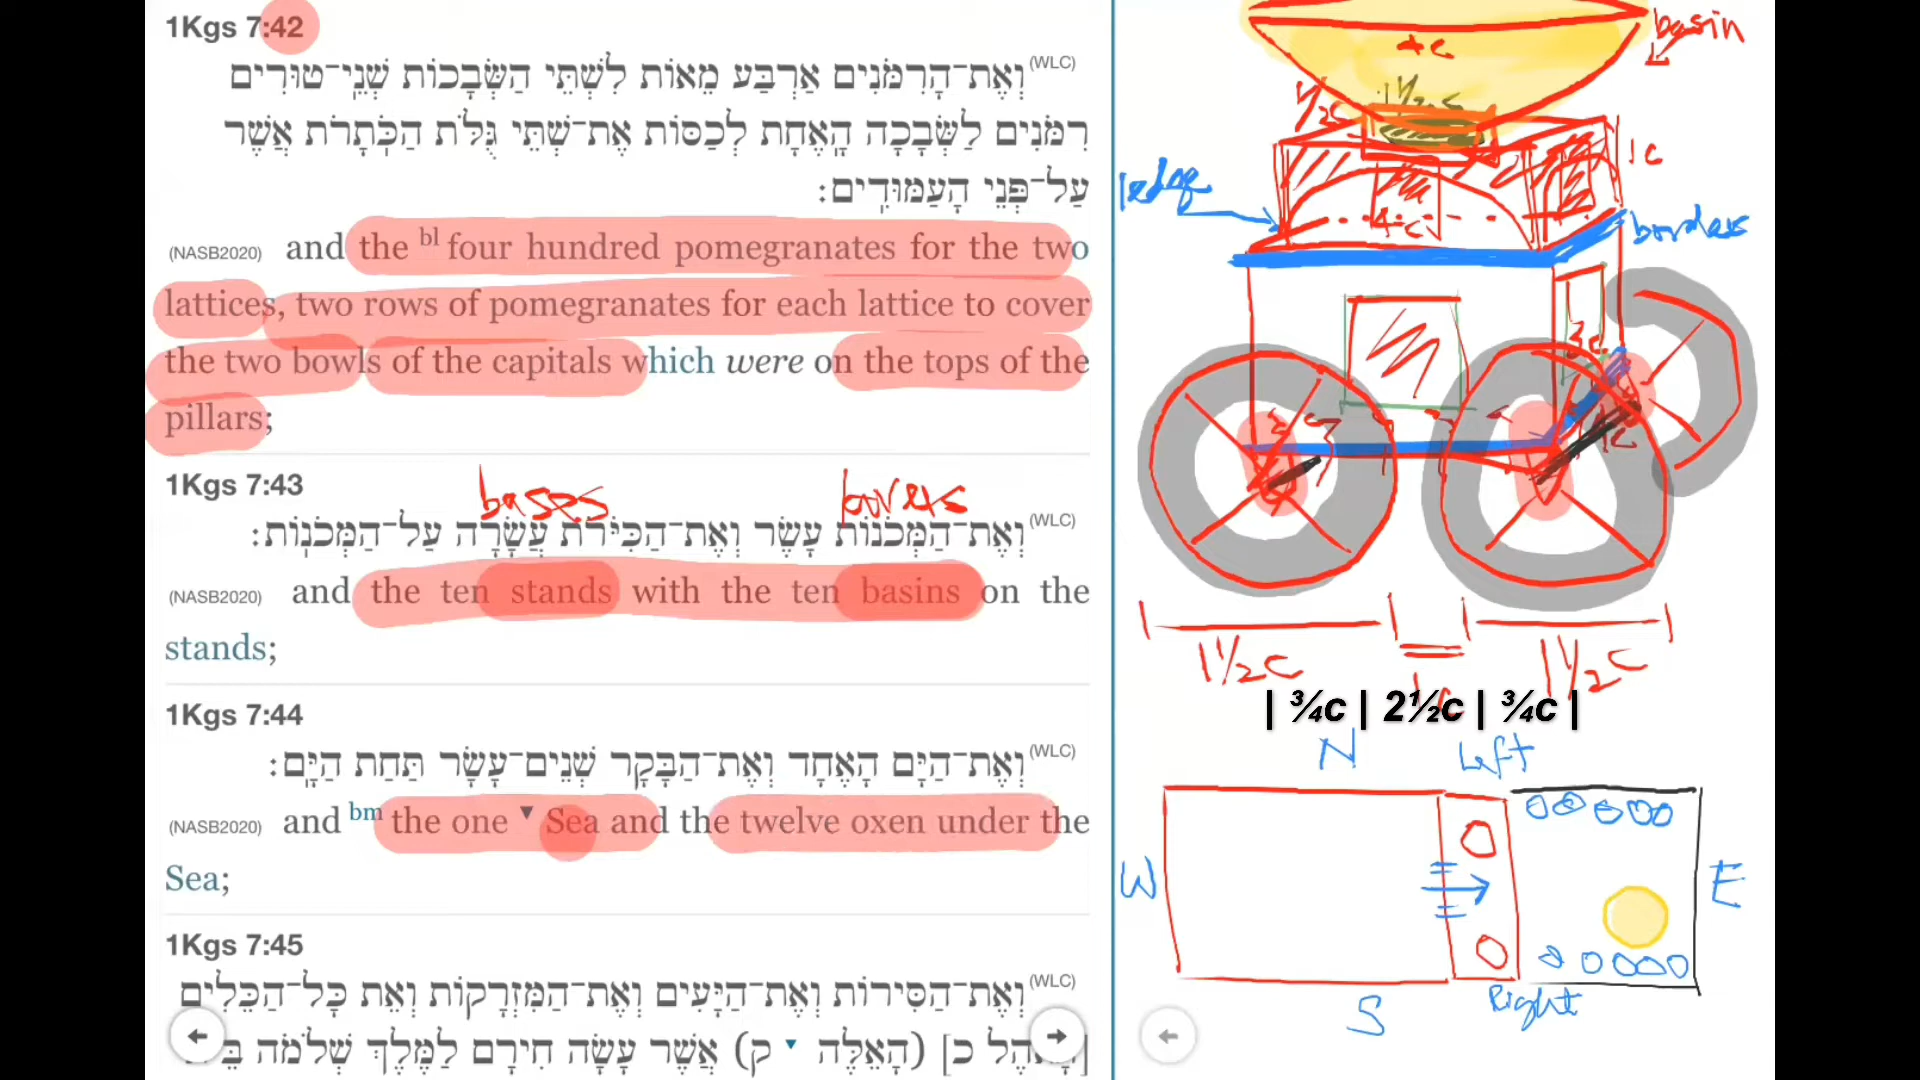 1Kgs 7:42
(WLC) וְאֶת־הָרִמֹּנִים אַרְבַּע מֵאוֹת לִשְׁתֵּי הַשְּׂבָכוֹת שְׁנֵי־טוּרִים
רִמֹּנִים לַשְּׂבָכָה הָאֶחָת לְכַסּוֹת אֶת־שְׁתֵּי גֻּלֹּת הַכֹּתָרֹת אֲשֶׁר
עַל־פְּנֵי הָעַמּוּדִים׃
(NASB2020) and the bl four hundred pomegranates for the two
lattices, two rows of pomegranates for each lattice to cover
the two bowls of the capitals which were on the tops of the
pillars;
1Kgs 7:43
bases
(WLC) וְאֶת־הַמְּכֹנוֹת עָשֶׂר וְאֶת־הַכִּיֹּרֹת עֲשָׂרָה עַל־הַמְּכֹנוֹת׃
(NASB2020) and the ten stands with the ten basins on the
stands;
1Kgs 7:44
(WLC) וְאֶת־הַיָּם הָאֶחָד וְאֶת־הַבָּקָר שְׁנֵים־עָשָׂר תַּחַת הַיָּם׃
(NASB2020) and bm the one ▼ Sea and the twelve oxen under the
Sea;
1Kgs 7:45
(WLC) וְאֶת־הַסִּירוֹת וְאֶת־הַיָּעִים וְאֶת־הַמִּזְרָקוֹת וְאֵת כָּל־הַכֵּלִים
כ] (הָאֵלֶּה ▼ ק) אֲשֶׁר עָשָׂה חִירָם לַמֶּלֶךְ שְׁלֹמֹה
basin
4c
1/2c
1c
ledge
4c
borders
3c
1c
1½c
1½c
| ¾c | 2½c | ¾c |
N
Left
W
E
S
Right